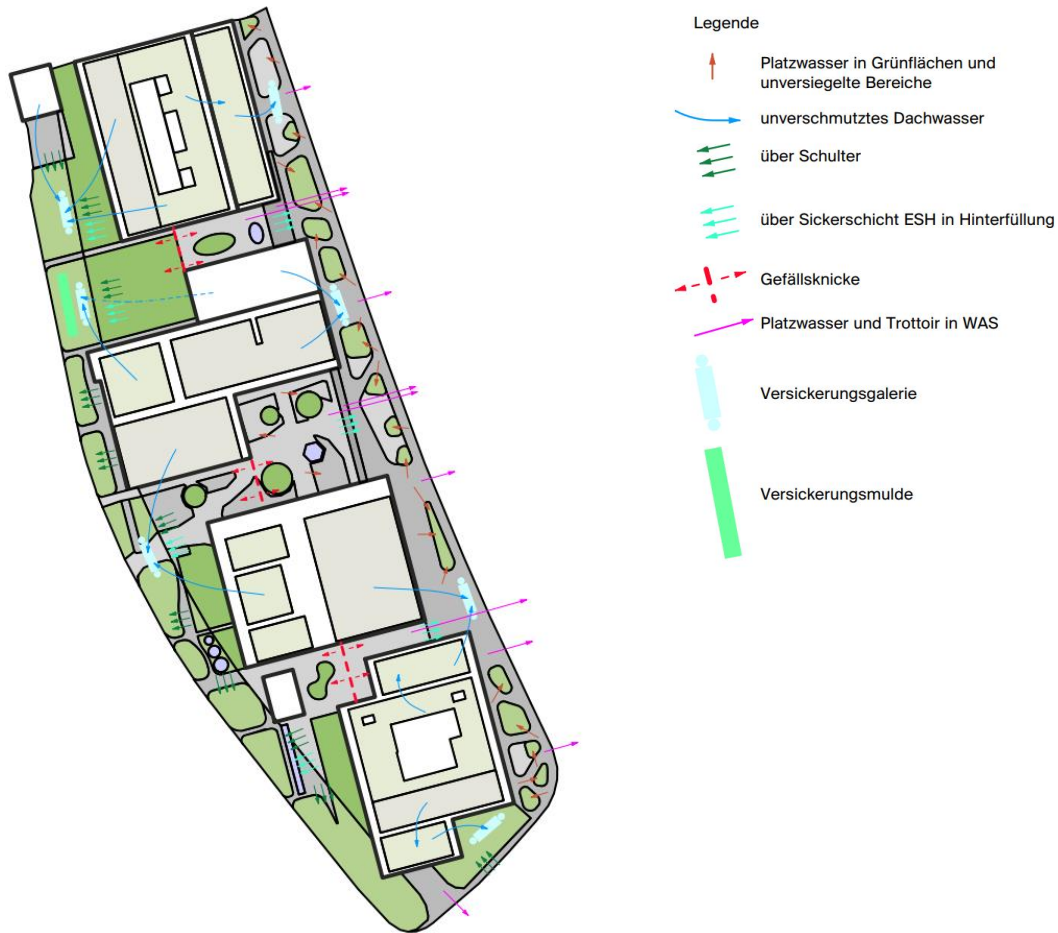 Legende
Platzwasser in Grünflächen und
unversiegelte Bereiche
unverschmutztes Dachwasser
über Schulter
über Sickerschicht ESH in Hinterfüllung
Gefällsknicke
Platzwasser und Trottoir in WAS
Versickerungsgalerie
Versickerungsmulde